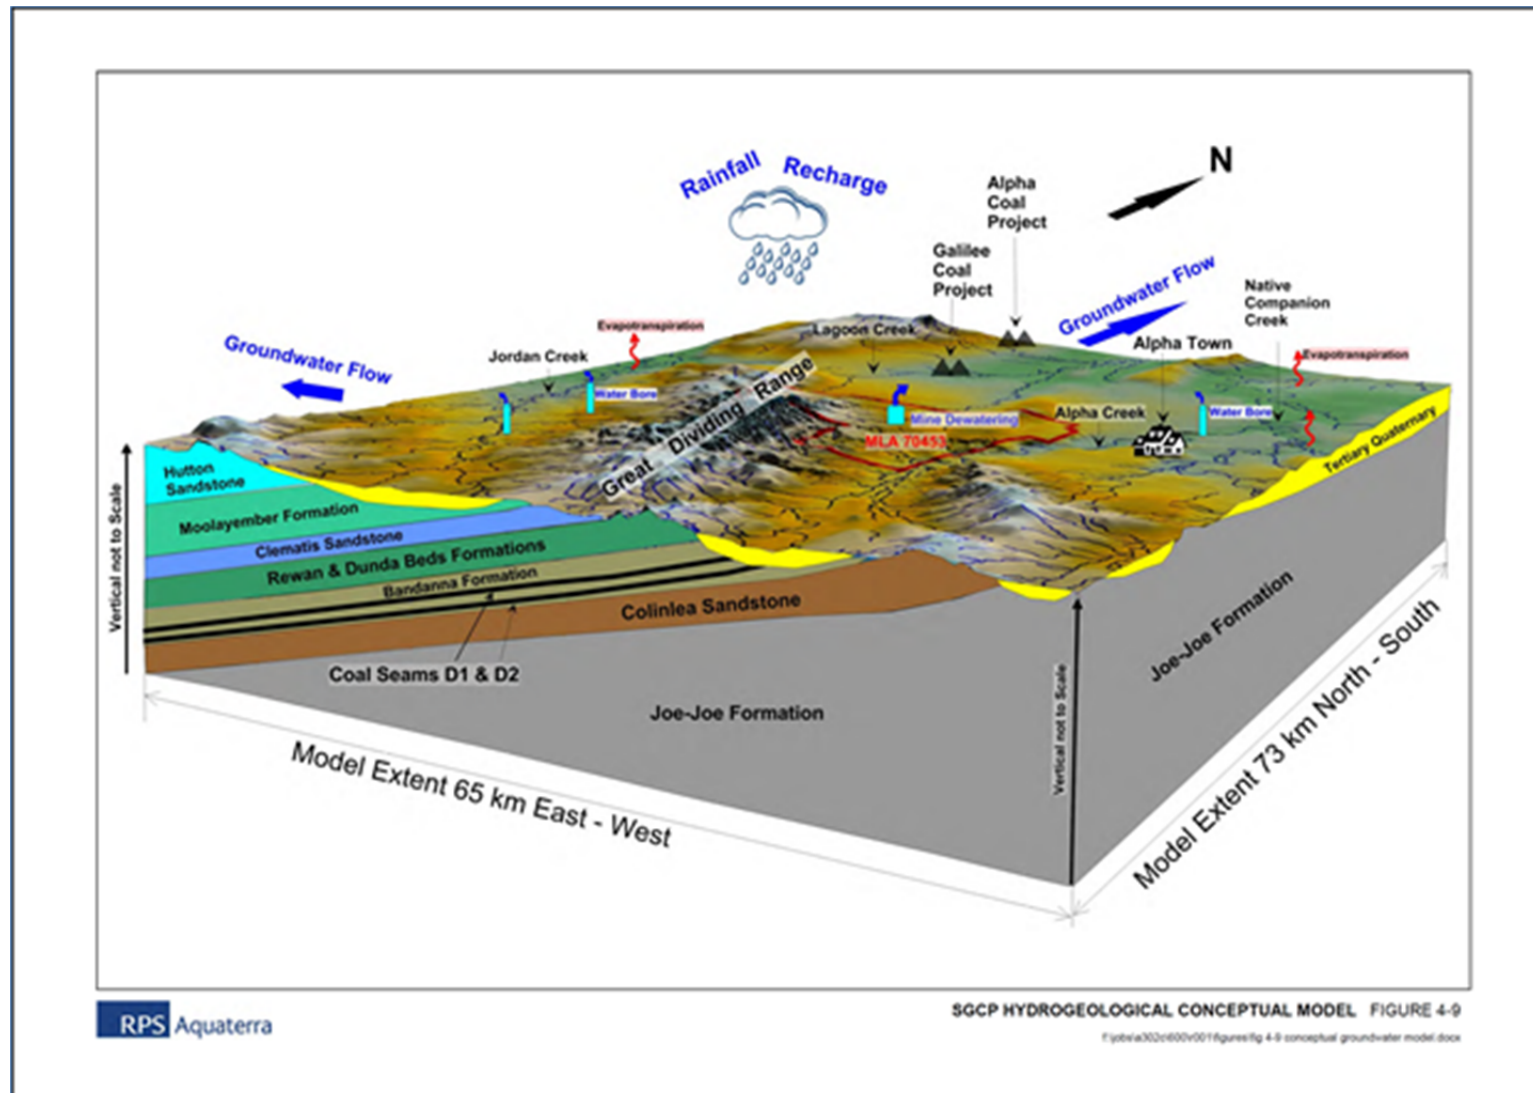 Rainfall Recharge
N
Alpha
Coal
Project
Galilee
Coal
Project
Groundwater Flow
Native
Companion
Creek
Evapotranspiration
Lagoon Creek
Groundwater Flow
Jordan Creek
Alpha Town
Evapotranspiration
Water Bore
Great Dividing Range
Mine Dewatering
Alpha Creek
Water Bore
MLA 70453
Tertiary Quaternary
Hutton
Sandstone
Moolayember Formation
Clematis Sandstone
Rewan & Dunda Beds Formations
Bandanna Formation
Colinlea Sandstone
Vertical not to Scale
Coal Seams D1 & D2
Joe-Joe Formation
Joe-Joe Formation
Vertical not to Scale
Model Extent 65 km East - West
Model Extent 73 km North - South
RPS Aquaterra
SGCP HYDROGEOLOGICAL CONCEPTUAL MODEL FIGURE 4-9
conceptual groundwater model.docx